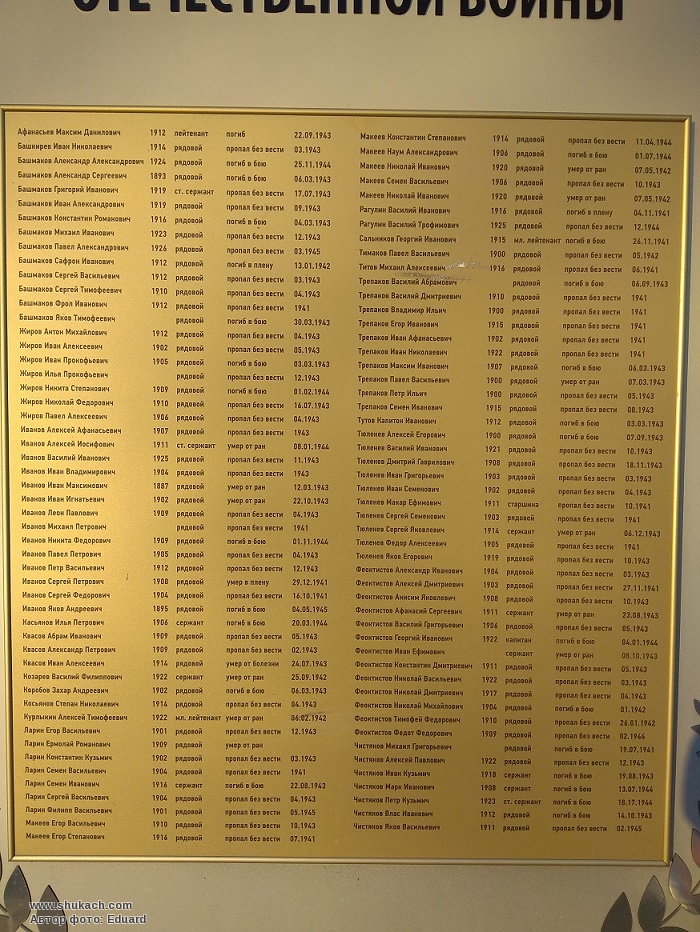 ОТЕЧЕСТВЕННОЙ ВОЙНЫ
Афанасьев Максим Данилович 1912 лейтенант погиб 22.09.1943
Башкирев Иван Николаевич 1914 рядовой пропал без вести 03.1943
Башмаков Александр Александрович 1924 рядовой погиб в бою 25.11.1944
Башмаков Александр Сергеевич 1893 рядовой погиб в бою 06.03.1943
Башмаков Григорий Иванович 1919 ст. сержант пропал без вести 17.07.1943
Башмаков Иван Александрович 1919 рядовой пропал без вести 09.1943
Башмаков Константин Романович 1916 рядовой погиб в бою 04.03.1943
Башмаков Михаил Иванович 1923 рядовой пропал без вести 12.1943
Башмаков Павел Александрович 1926 рядовой пропал без вести 03.1945
Башмаков Сафрен Иванович 1912 рядовой погиб в плену 13.01.1942
Башмаков Сергей Васильевич 1912 рядовой пропал без вести 03.1943
Башмаков Сергей Тимофеевич 1910 рядовой пропал без вести 04.1943
Башмаков Фрол Иванович 1912 рядовой пропал без вести 1941
Башмаков Яков Тимофеевич рядовой погиб в бою 30.03.1943
Жиров Антон Михайлович 1912 рядовой пропал без вести 04.1943
Жиров Иван Алексеевич 1902 рядовой пропал без вести 05.1943
Жиров Иван Прокофьевич 1905 рядовой погиб в бою 03.03.1943
Жиров Илья Прокофьевич рядовой пропал без вести 12.1943
Жиров Никита Степанович 1909 рядовой погиб в бою 01.02.1944
Жиров Николай Федорович 1910 рядовой пропал без вести 16.07.1943
Жиров Павел Алексеевич 1906 рядовой пропал без вести 04.1943
Иванов Алексей Афанасьевич 1907 рядовой пропал без вести 1943
Иванов Алексей Иосифович 1911 ст. сержант умер от ран 08.01.1944
Иванов Василий Иванович 1925 рядовой пропал без вести 11.1943
Иванов Иван Владимирович 1904 рядовой пропал без вести 1943
Иванов Иван Максимович 1887 рядовой умер от ран 12.03.1943
Иванов Иван Игнатьевич 1902 рядовой умер от ран 22.10.1943
Иванов Леон Павлович 1909 рядовой пропал без вести 04.1943
Иванов Михаил Петрович рядовой пропал без вести 1941
Иванов Никита Федорович 1909 рядовой погиб в бою 01.11.1944
Иванов Павел Петрович 1905 рядовой пропал без вести 04.1943
Иванов Петр Васильевич 1912 рядовой пропал без вести 12.1943
Иванов Сергей Петрович 1908 рядовой умер в плену 29.12.1941
Иванов Сергей Федорович 1904 рядовой пропал без вести 16.10.1941
Иванов Яков Андреевич 1895 рядовой погиб в бою 04.05.1945
Касьянов Илья Петрович 1906 сержант погиб в бою 20.03.1944
Квасов Абрам Иванович 1909 рядовой пропал без вести 05.1943
Квасов Александр Петрович 1909 рядовой пропал без вести 02.1943
Квасов Иван Алексеевич 1914 рядовой умер от болезни 24.07.1943
Козарев Василий Филиппович 1922 сержант умер от ран 25.09.1942
Коробов Захар Андреевич 1902 рядовой погиб в бою 06.03.1943
Косьянов Степан Николаевич 1914 рядовой пропал без вести 04.1943
Курлыкин Алексей Тимофеевич 1922 мл. лейтенант умер от ран 06.02.1942
Ларин Егор Васильевич 1901 рядовой пропал без вести 12.1943
Ларин Ермолай Романович 1909 рядовой умер от ран
Ларин Константин Кузьмич 1902 рядовой пропал без вести 03.1943
Ларин Семен Васильевич 1904 рядовой пропал без вести 1941
Ларин Семен Иванович 1916 сержант погиб в бою 22.08.1943
Ларин Сергей Васильевич 1904 рядовой пропал без вести 04.1943
Ларин Филипп Васильевич 1901 рядовой пропал без вести 05.1945
Макеев Егор Васильевич 1910 рядовой пропал без вести 10.1943
Макеев Егор Степанович 1916 рядовой пропал без вести 07.1941
Макеев Константин Степанович 1914 рядовой пропал без вести 11.04.1944
Макеев Наум Александрович 1906 рядовой погиб в бою 01.07.1944
Макеев Николай Иванович 1920 рядовой умер от ран 07.05.1942
Макеев Семен Васильевич 1906 рядовой пропал без вести 10.1943
Макеев Николай Иванович 1920 рядовой умер от ран 07.05.1942
Рагулин Василий Иванович 1916 рядовой погиб в плену 04.11.1941
Рагулин Василий Трофимович 1925 рядовой пропал без вести 12.1944
Сальников Георгий Иванович 1915 мл. лейтенант погиб в бою 26.11.1941
Тиманов Павел Васильевич 1900 рядовой пропал без вести 05.1942
Титов Михаил Алексеевич 1916 рядовой пропал без вести 06.1941
Трепаков Василий Абрамович рядовой погиб в бою 06.09.1943
Трепаков Василий Дмитриевич 1910 рядовой пропал без вести 1941
Трепаков Владимир Ильич 1900 рядовой пропал без вести 1941
Трепаков Егор Иванович 1915 рядовой пропал без вести 1941
Трепаков Иван Афанасьевич 1902 рядовой пропал без вести 1941
Трепаков Иван Николаевич 1922 рядовой пропал без вести 1941
Трепаков Максим Иванович 1907 рядовой погиб в бою 06.03.1943
Трепаков Павел Васильевич 1900 рядовой умер от ран 07.03.1943
Трепаков Петр Ильич 1900 рядовой пропал без вести 05.1943
Трепаков Семен Иванович 1915 рядовой пропал без вести 08.1943
Тутов Капитон Иванович 1912 рядовой погиб в бою 03.03.1943
Тюленев Алексей Егорович 1900 рядовой погиб в бою 07.09.1943
Тюленев Василий Иванович 1921 рядовой пропал без вести 10.1943
Тюленев Дмитрий Гаврилович 1908 рядовой пропал без вести 18.11.1943
Тюленев Иван Григорьевич 1903 рядовой пропал без вести 03.1943
Тюленев Иван Семенович 1902 рядовой пропал без вести 04.1943
Тюленев Макар Ефимович 1911 старшина пропал без вести 10.1941
Тюленев Сергей Семенович 1903 рядовой пропал без вести 1941
Тюленев Сергей Яковлевич 1914 сержант умер от ран 06.12.1943
Тюленев Федор Алексеевич 1905 рядовой пропал без вести 1941
Тюленев Яков Егорович 1919 рядовой пропал без вести 10.1943
Феоктистов Александр Иванович 1904 рядовой пропал без вести 03.1943
Феоктистов Алексей Дмитриевич 1903 рядовой пропал без вести 27.11.1941
Феоктистов Анисим Яковлевич 1908 рядовой пропал без вести 10.1943
Феоктистов Афанасий Сергеевич 1911 сержант умер от ран 23.08.1943
Феоктистов Василий Григорьевич 1906 рядовой пропал без вести 05.1943
Феоктистов Георгий Иванович 1922 капитан погиб в бою 04.01.1944
Феоктистов Иван Ефимович сержант умер от ран 08.10.1943
Феоктистов Константин Дмитриевич 1911 рядовой пропал без вести 05.1943
Феоктистов Николай Васильевич 1922 рядовой пропал без вести 03.1943
Феоктистов Николай Дмитриевич 1917 рядовой пропал без вести 04.1943
Феоктистов Николай Михайлович 1904 рядовой погиб в бою 01.1942
Феоктистов Тимофей Федорович 1910 рядовой пропал без вести 26.01.1942
Феоктистов Федот Федорович 1909 рядовой пропал без вести 02.1944
Чистяков Михаил Григорьевич рядовой погиб в бою 19.07.1941
Чистяков Алексей Павлович 1922 рядовой пропал без вести 12.1943
Чистяков Иван Кузьмич 1918 сержант погиб в бою 19.08.1943
Чистяков Марк Иванович 1908 сержант погиб в бою 13.07.1944
Чистяков Петр Кузьмич 1923 ст. сержант погиб в бою 18.17.1944
Чистяков Влас Иванович 1912 рядовой погиб в бою 14.10.1943
Чистяков Яков Васильевич 1911 рядовой пропал без вести 02.1945
www.shukach.com
Автор фото: Eduard